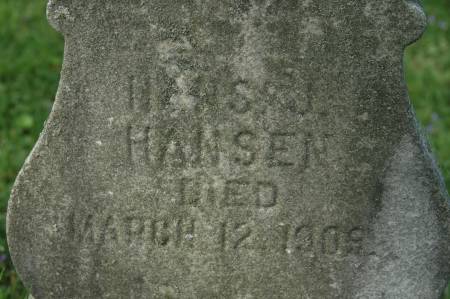 HANS J.
HANSEN
DIED
MARCH 12, 1909.